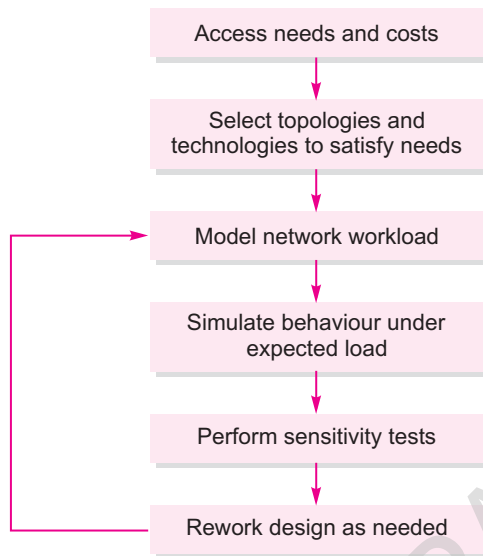 Access needs and costs
Select topologies and
technologies to satisfy needs
Model network workload
Simulate behaviour under
expected load
Perform sensitivity tests
Rework design as needed